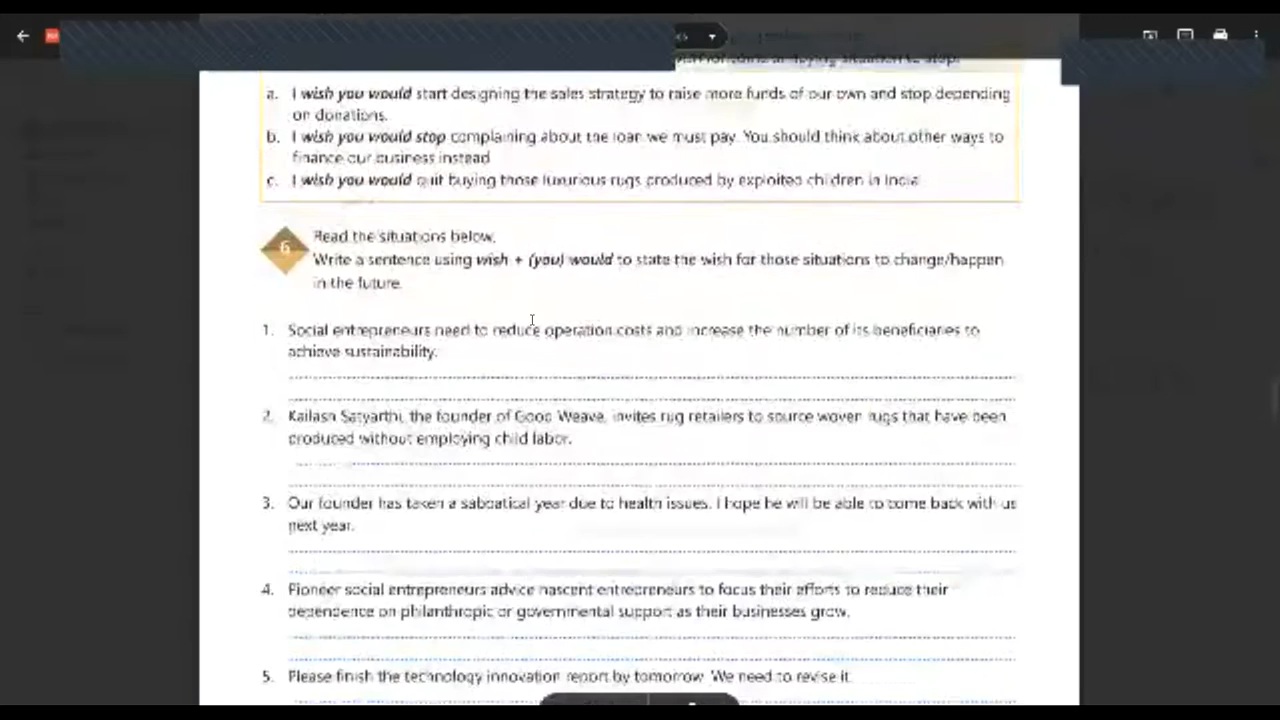 annoying situation to stop.
a. I wish you would start designing the sales strategy to raise more funds of our own and stop depending
on donations.
b. I wish you would stop complaining about the loan we must pay. You should think about other ways to
finance our business instead
c. I wish you would quit buying those luxurious rugs produced by exploited children in India
6
Read the situations below.
Write a sentence using wish + (you) would to state the wish for those situations to change/happen
in the future.
1. Social entrepreneurs need to reduce operation costs and increase the number of its beneficiaries to
achieve sustainability.
2. Kailash Satyarthi, the founder of Good Weave, invites rug retailers to source woven rugs that have been
produced without employing child labor.
3. Our founder has taken a sabbatical year due to health issues. I hope he will be able to come back with us
next year.
4. Pioneer social entrepreneurs advice nascent entrepreneurs to focus their efforts to reduce their
dependence on philanthropic or governmental support as their businesses grow.
5. Please finish the technology innovation report by tomorrow. We need to revise it.